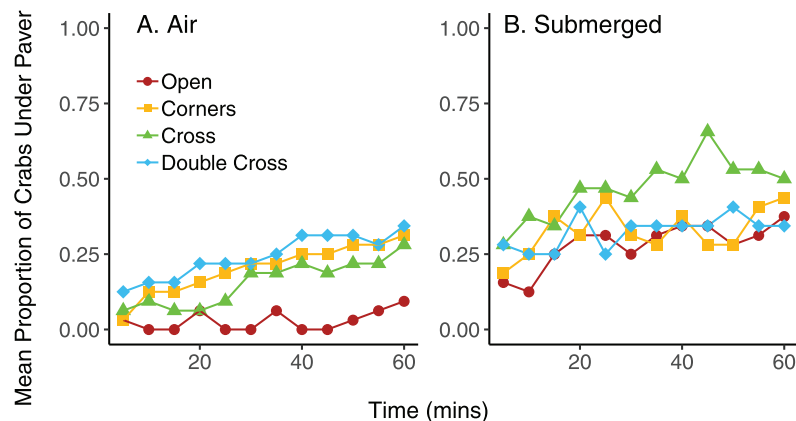 Mean Proportion of Crabs Under Paver
A. Air
B. Submerged
1.00
0.75
0.50
0.25
0.00
Open
Corners
Cross
Double Cross
20
40
60
1.00
0.75
0.50
0.25
0.00
20
40
60
Time (mins)